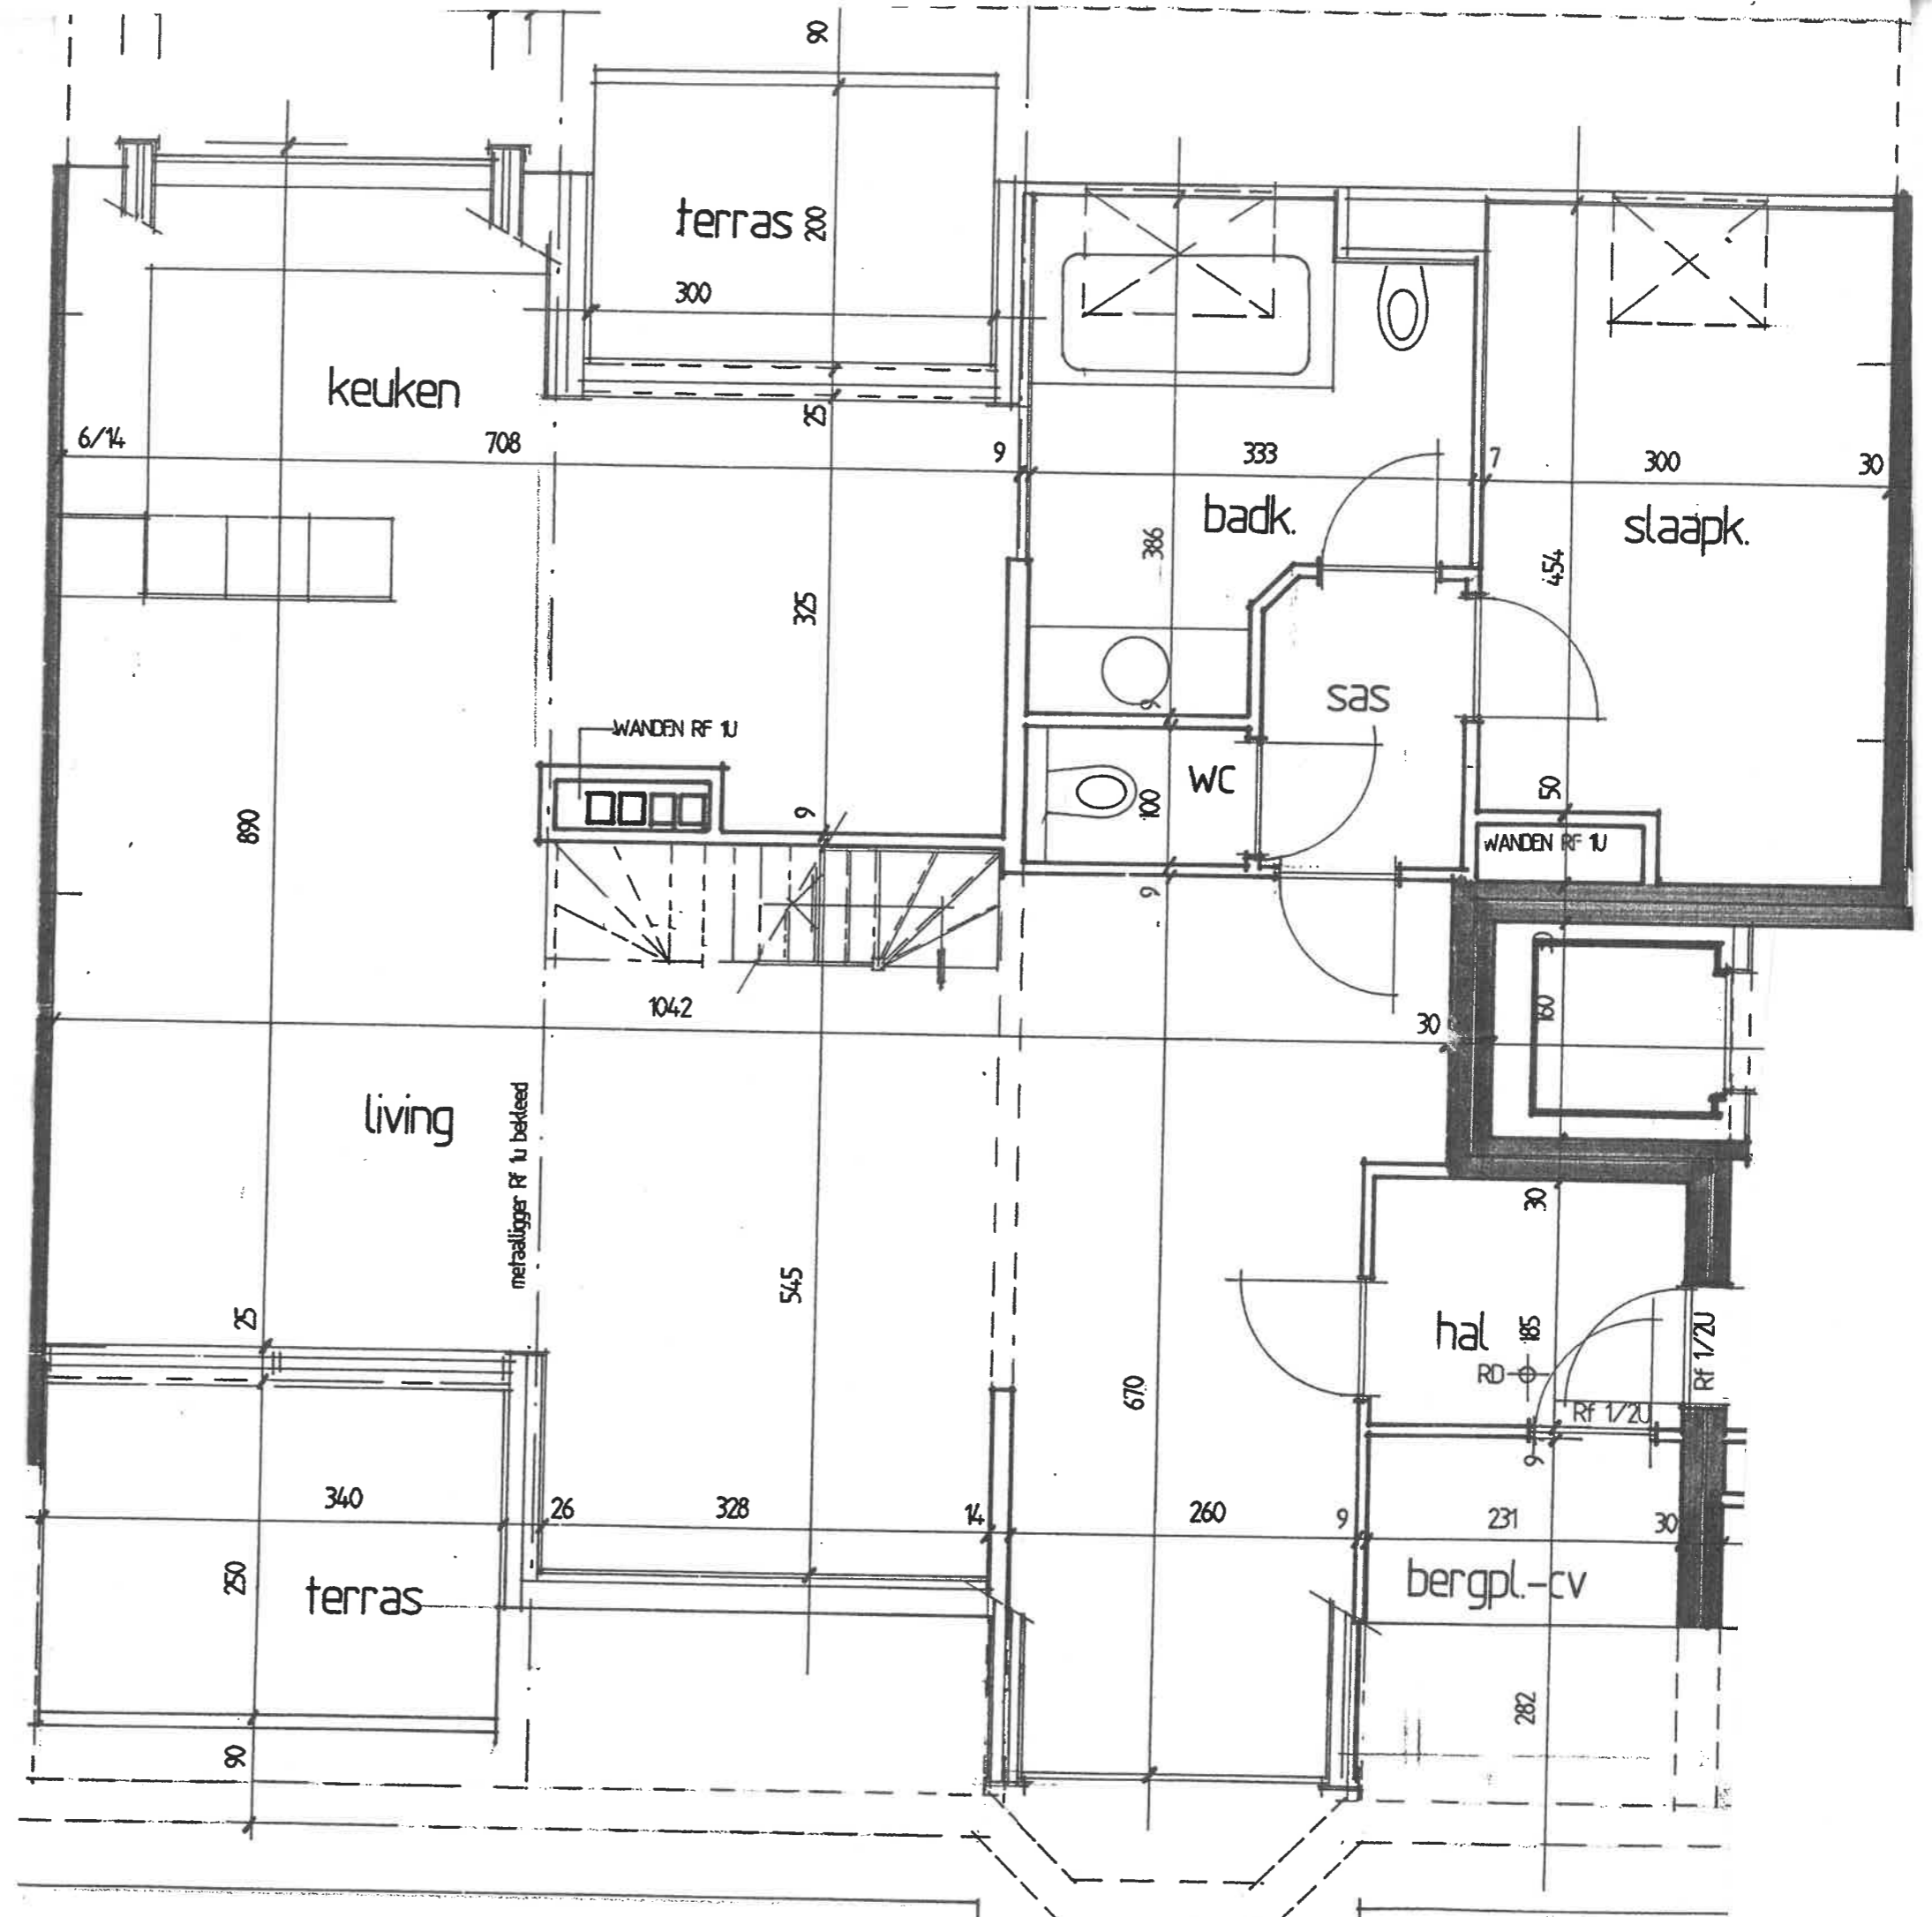 90
terras 200
300
keuken
25
6/14
708
9
333
7
300
30
badk.
slaapk.
386
454
325
sas
WANDEN RF 1U
9
WC
50
890
9
100
WANDEN RF 1U
9
30
1042
30
160
living
metaalligger Rf 1u bekleed
30
545
25
hal
185
Rf 1/2U
RD
670
Rf 1/2U
9
340
26
328
14
260
9
231
30
250
terras
bergpl.-cv
282
90